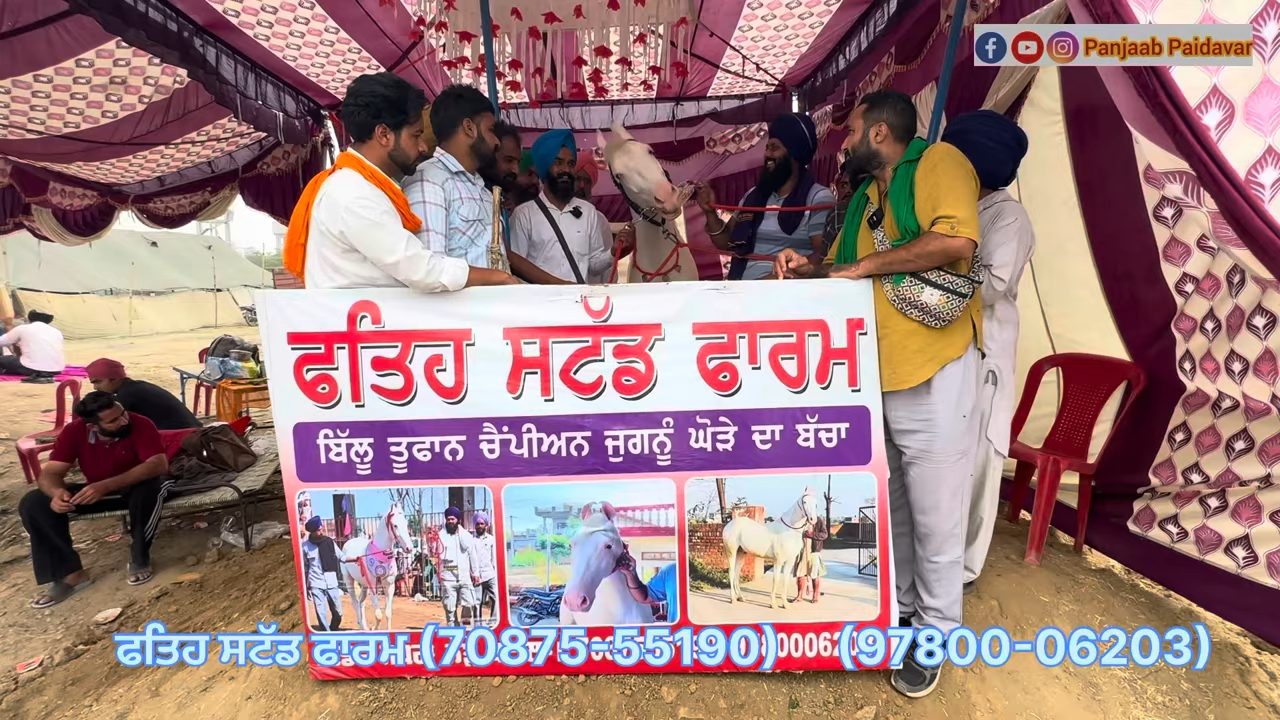 Panjaab Paidavar
ਫਤਿਹ ਸਟੱਡ ਫਾਰਮ
ਬਿੱਲੂ ਤੂਫਾਨ ਚੈਂਪੀਅਨ ਜੁਗਨੂੰ ਘੋੜੇ ਦਾ ਬੱਚਾ
ਫਤਿਹ ਸਟੱਡ ਫਾਰਮ (70875-55190) (97800-06203)